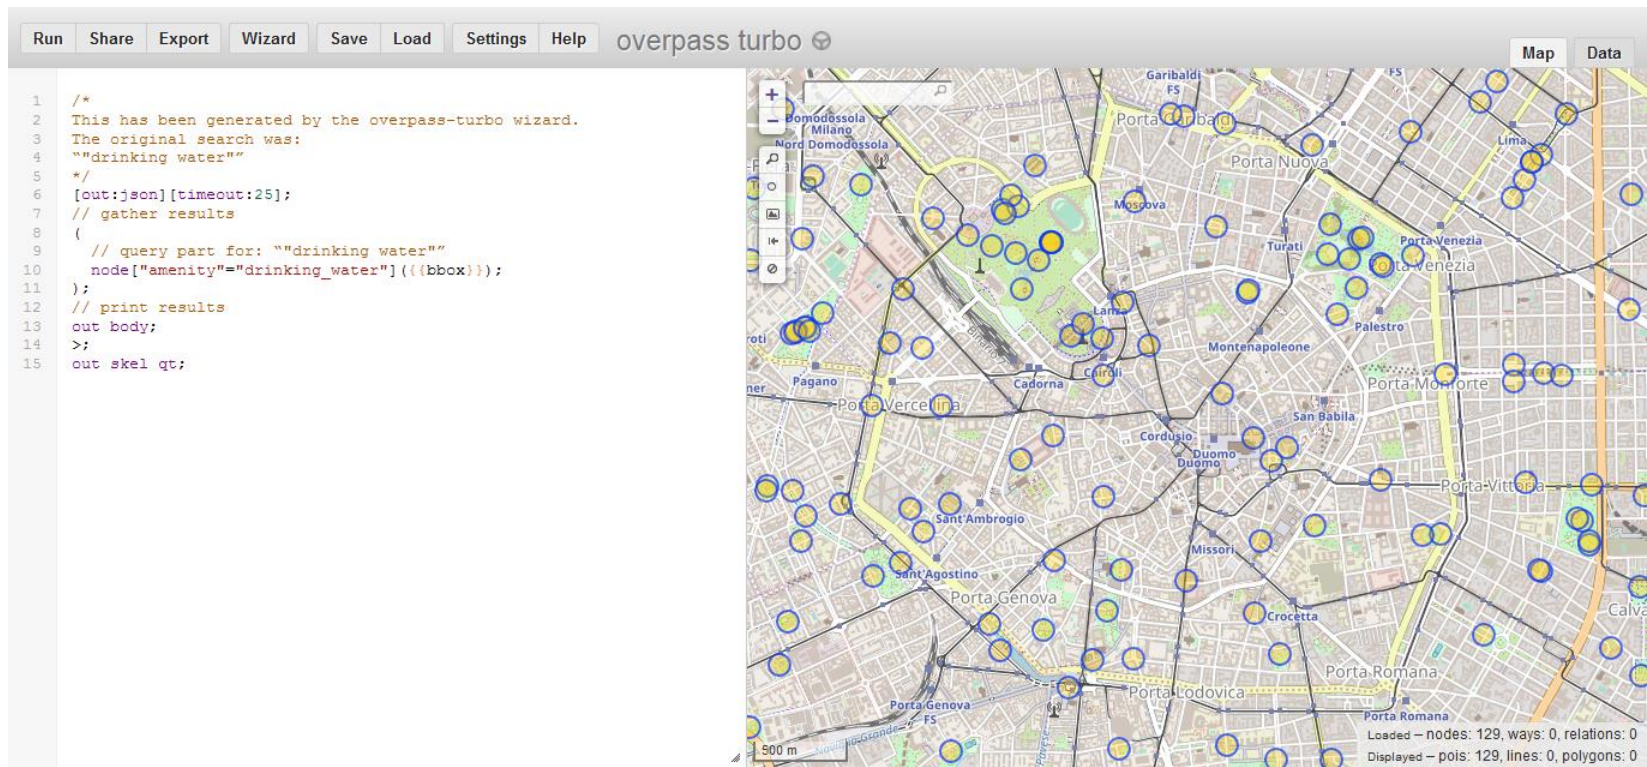 Run Share Export Wizard Save Load Settings Help overpass turbo
Map Data
1 /*
2 This has been generated by the overpass-turbo wizard.
3 The original search was:
4 “"drinking water"”
5 */
6 [out:json][timeout:25];
7 // gather results
8 (
9 // query part for: “"drinking water"”
10 node["amenity"="drinking_water"]({{bbox}});
11 );
12 // print results
13 out body;
14 >;
15 out skel qt;
+
−
Garibaldi
FS
FS
Domodossola
Milano
Nord Domodossola
Porta Garibaldi
Lima
Porta Nuova
Moscova
Turati
Porta Venezia
Porta Venezia
Lanza
Palestro
Montenapoleone
Pagano
Cadorna
Cairoli
Porta Monforte
Porta Vercellina
San Babila
Cordusio
Duomo
Duomo
Porta Vittoria
Sant'Ambrogio
Missori
Sant'Agostino
Porta Genova
Crocetta
Porta Romana
Porta Lodovica
Porta Genova
FS
Porta Romana
Naviglio Grande
500 m
Loaded – nodes: 129, ways: 0, relations: 0
Displayed – pois: 129, lines: 0, polygons: 0